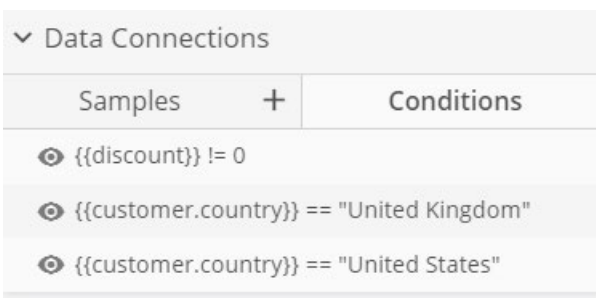 Data Connections
Samples + Conditions
{{discount}} != 0
{{customer.country}} == "United Kingdom"
{{customer.country}} == "United States"